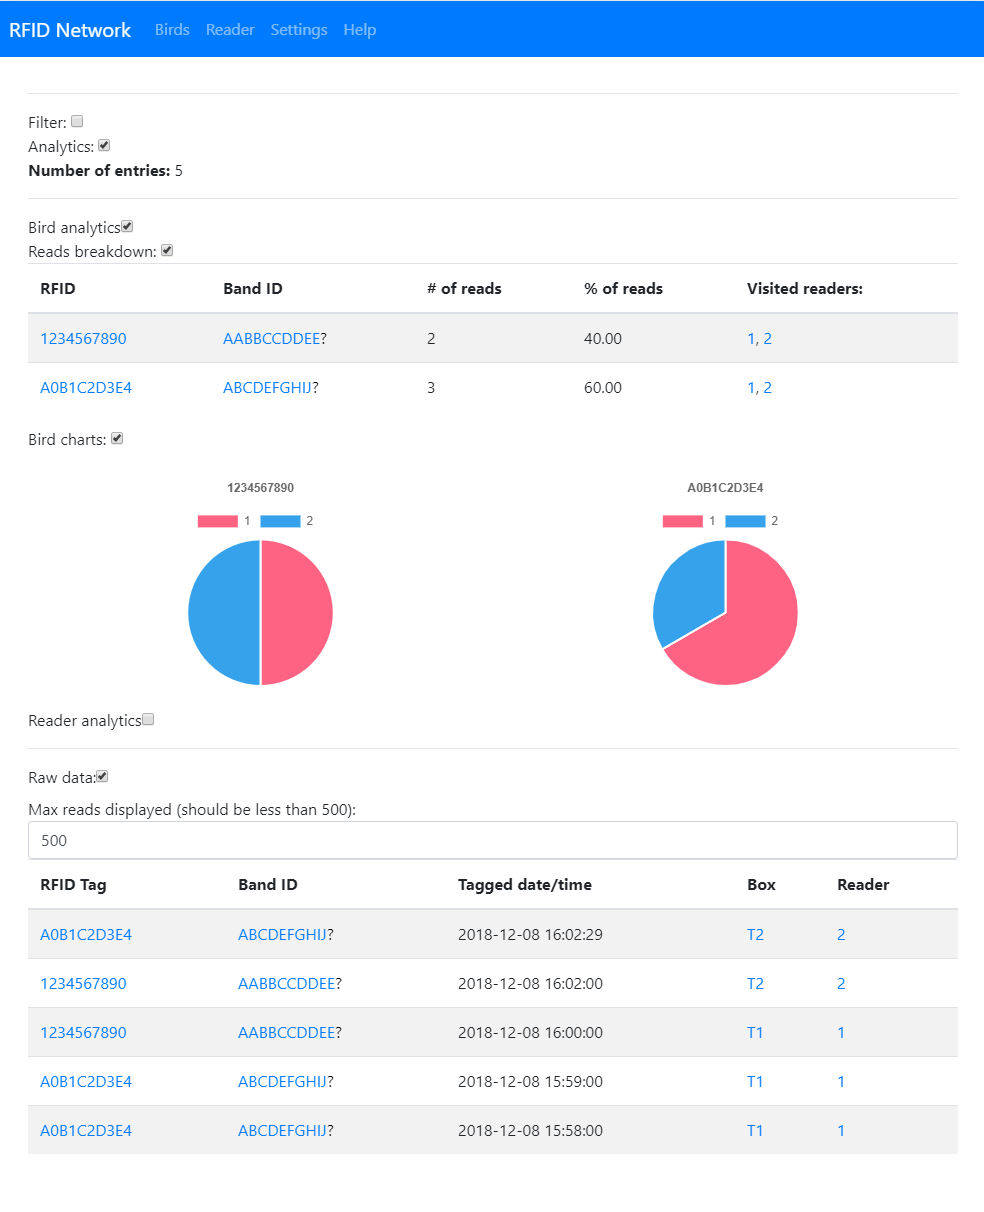 RFID Network Birds Reader Settings Help
Filter:
Analytics:
Number of entries: 5
Bird analytics
Reads breakdown:
RFID Band ID # of reads % of reads Visited readers:
1234567890 AABBCCDDEE? 2 40.00 1, 2
A0B1C2D3E4 ABCDEFGHIJ? 3 60.00 1, 2
Bird charts:
1234567890 A0B1C2D3E4
1 2 1 2
Reader analytics
Raw data:
Max reads displayed (should be less than 500):
500
RFID Tag Band ID Tagged date/time Box Reader
A0B1C2D3E4 ABCDEFGHIJ? 2018-12-08 16:02:29 T2 2
1234567890 AABBCCDDEE? 2018-12-08 16:02:00 T2 2
1234567890 AABBCCDDEE? 2018-12-08 16:00:00 T1 1
A0B1C2D3E4 ABCDEFGHIJ? 2018-12-08 15:59:00 T1 1
A0B1C2D3E4 ABCDEFGHIJ? 2018-12-08 15:58:00 T1 1